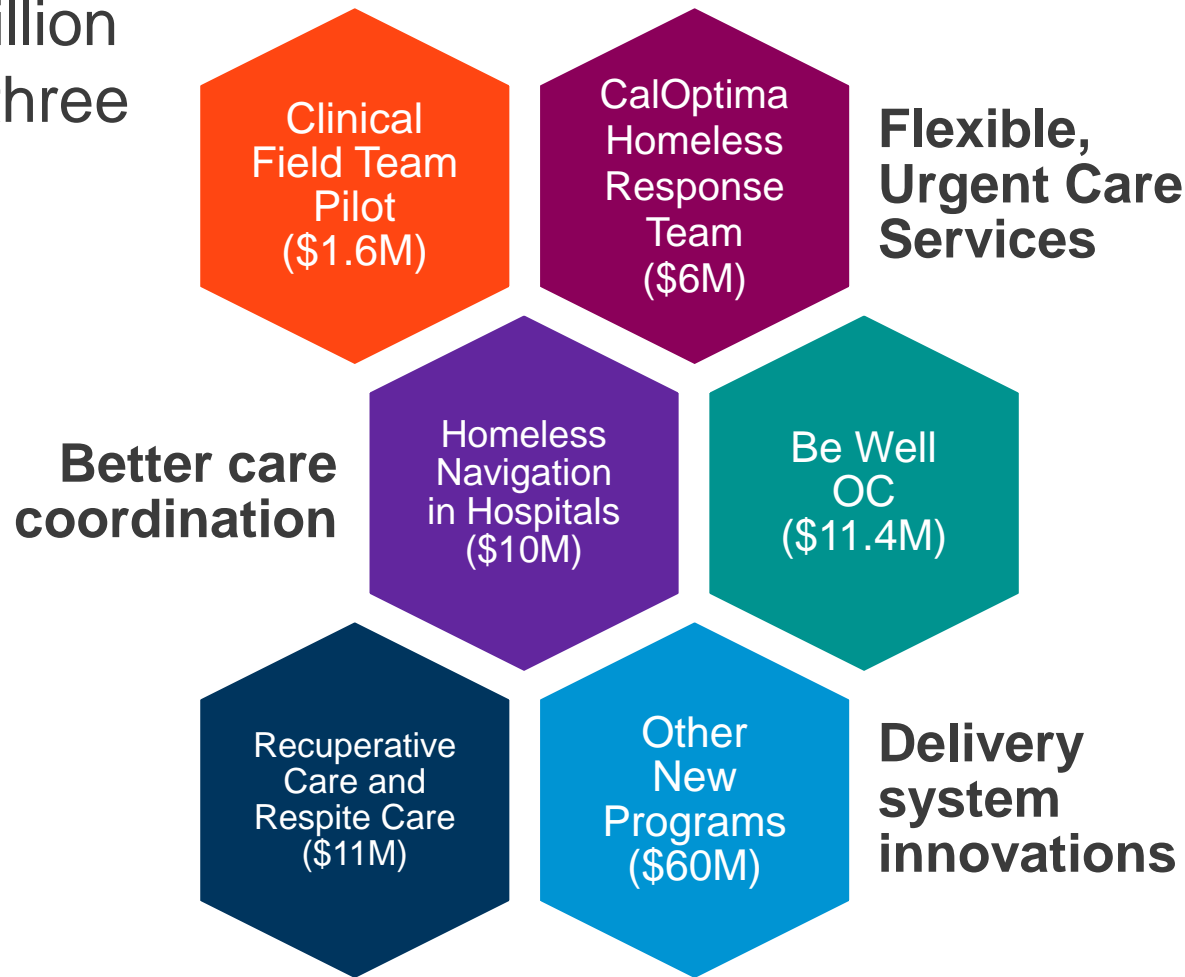 Three
Clinical
Field Team
Pilot
($1.6M)
CalOptima
Homeless
Response
Team
($6M)
Flexible,
Urgent Care
Services
Better care
coordination
Homeless
Navigation
in Hospitals
($10M)
Be Well
OC
($11.4M)
Recuperative
Care and
Respite Care
($11M)
Other
New
Programs
($60M)
Delivery
system
innovations